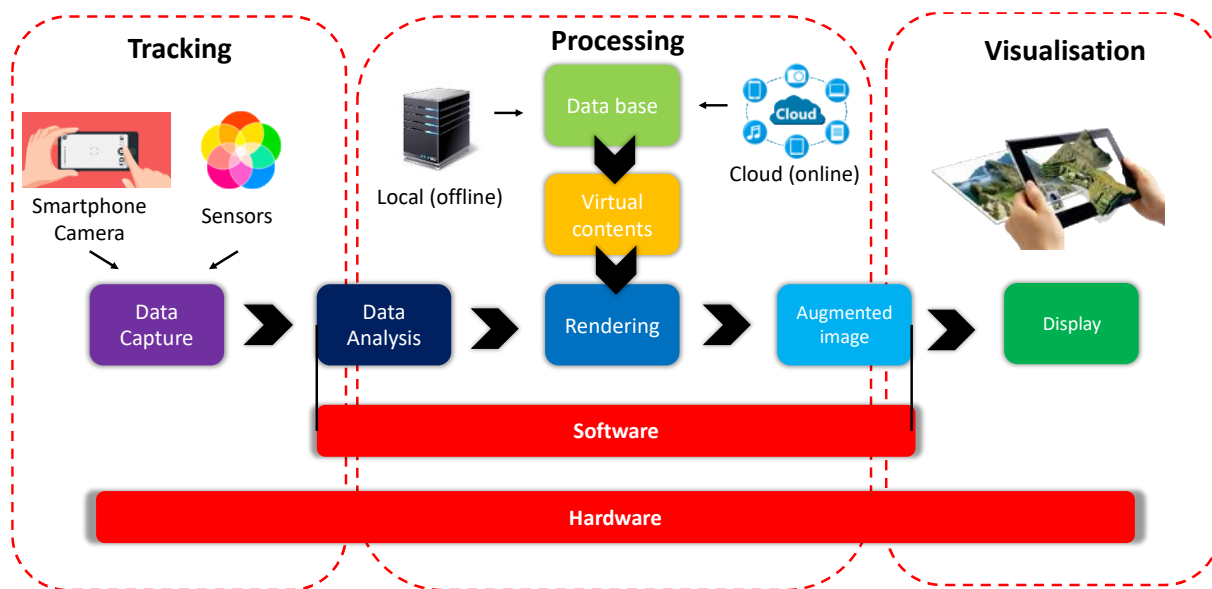 Tracking
Processing
Visualisation
Smartphone
Camera
Sensors
Local (offline)
Data base
Cloud
Cloud (online)
Virtual
contents
Data
Capture
Data
Analysis
Rendering
Augmented
image
Display
Software
Hardware